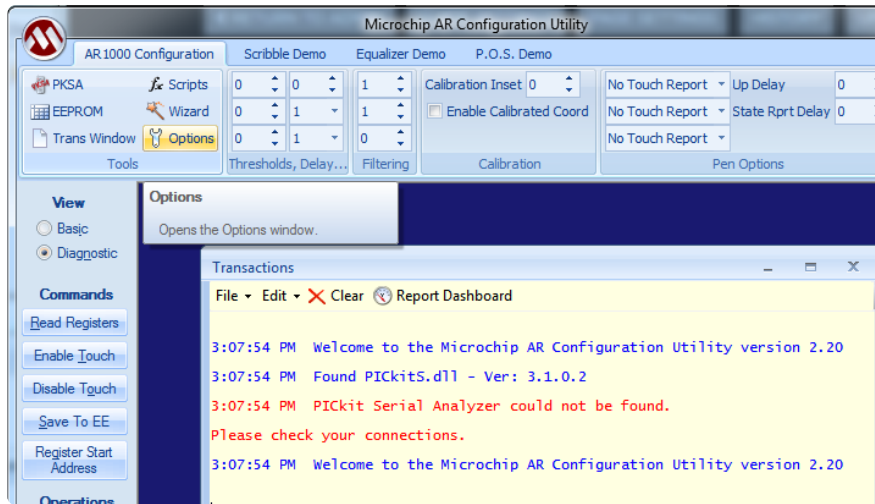 Microchip AR Configuration Utility
AR1000 Configuration Scribble Demo Equalizer Demo P.O.S. Demo
PKSA fx Scripts 0 0 1 Calibration Inset 0 No Touch Report Up Delay 0
EEPROM Wizard 0 1 1 Enable Calibrated Coord No Touch Report State Rprt Delay 0
Trans Window Options 0 1 0 No Touch Report
Tools Thresholds, Delay... Filtering Calibration Pen Options
Options
Opens the Options window.
View
Basic
Diagnostic
Commands
Read Registers
Enable Touch
Disable Touch
Save To EE
Register Start
Address
Operations
Transactions
File Edit Clear Report Dashboard
3:07:54 PM Welcome to the Microchip AR Configuration Utility version 2.20
3:07:54 PM Found PICkitS.dll - Ver: 3.1.0.2
3:07:54 PM PICkit Serial Analyzer could not be found.
Please check your connections.
3:07:54 PM Welcome to the Microchip AR Configuration Utility version 2.20